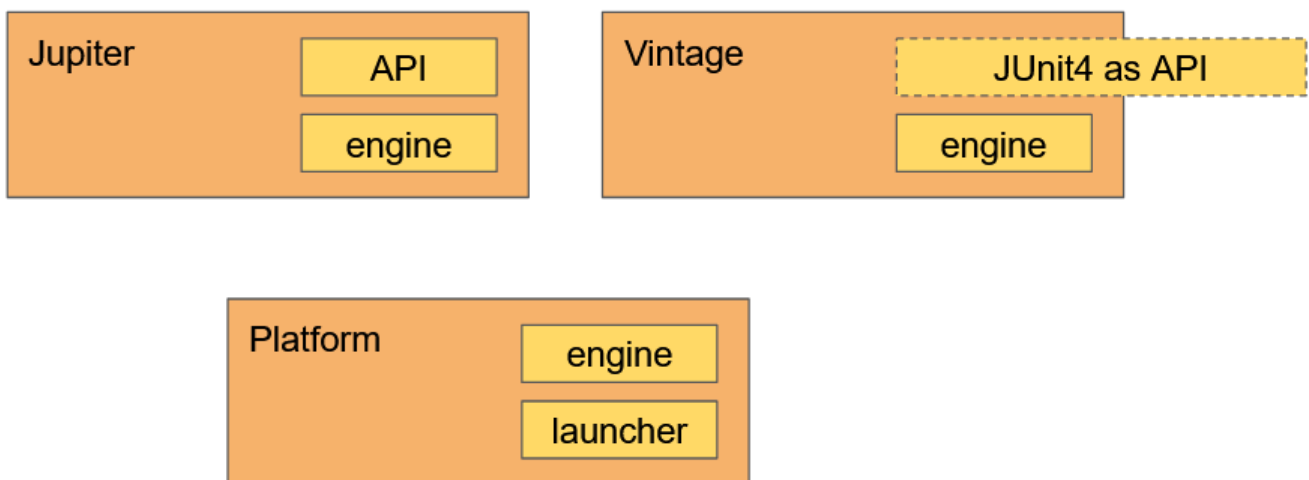 Jupiter
API
engine
Vintage
JUnit4 as API
engine
Platform
engine
launcher